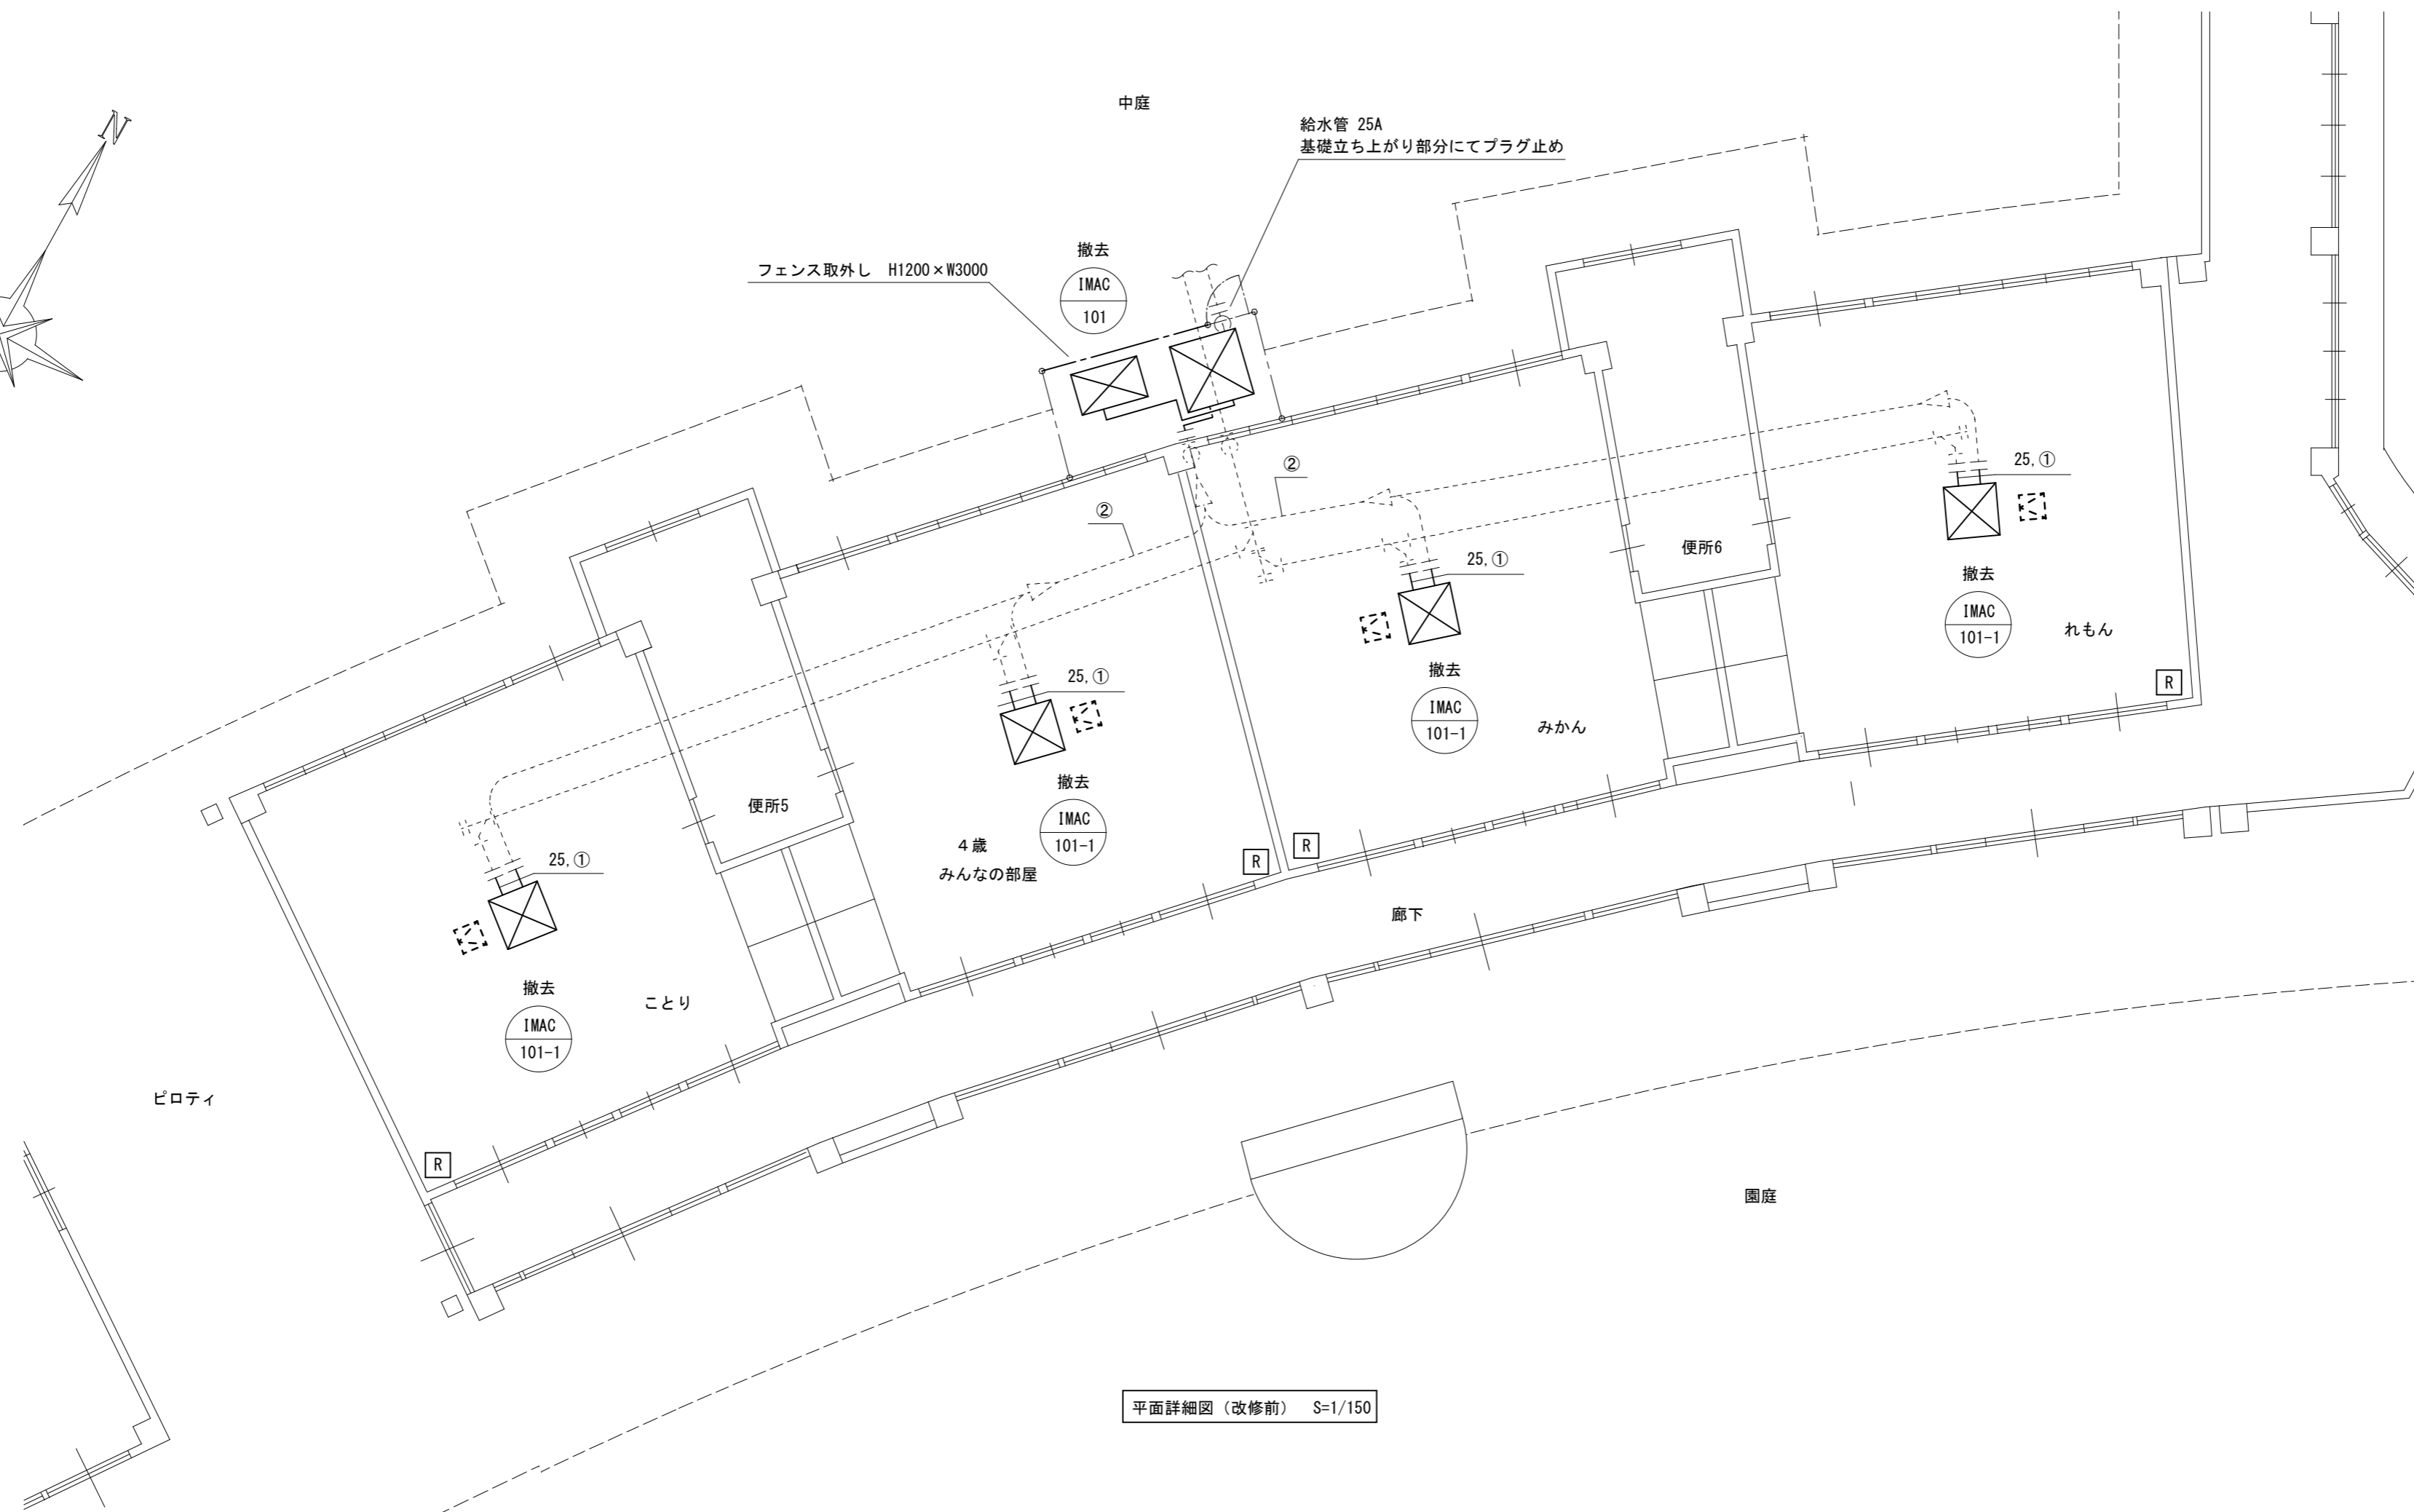 中庭
N
給水管 25A
基礎立ち上がり部分にてプラグ止め
撤去
IMAC
101
フェンス取外し H1200×W3000
②
②
25,①
25,①
25,①
25,①
便所6
撤去
IMAC
101-1
れもん
R
撤去
IMAC
101-1
みかん
便所5
撤去
IMAC
101-1
4歳
みんなの部屋
R
R
廊下
撤去
IMAC
101-1
ことり
R
ピロティ
園庭
平面詳細図（改修前） S=1/150